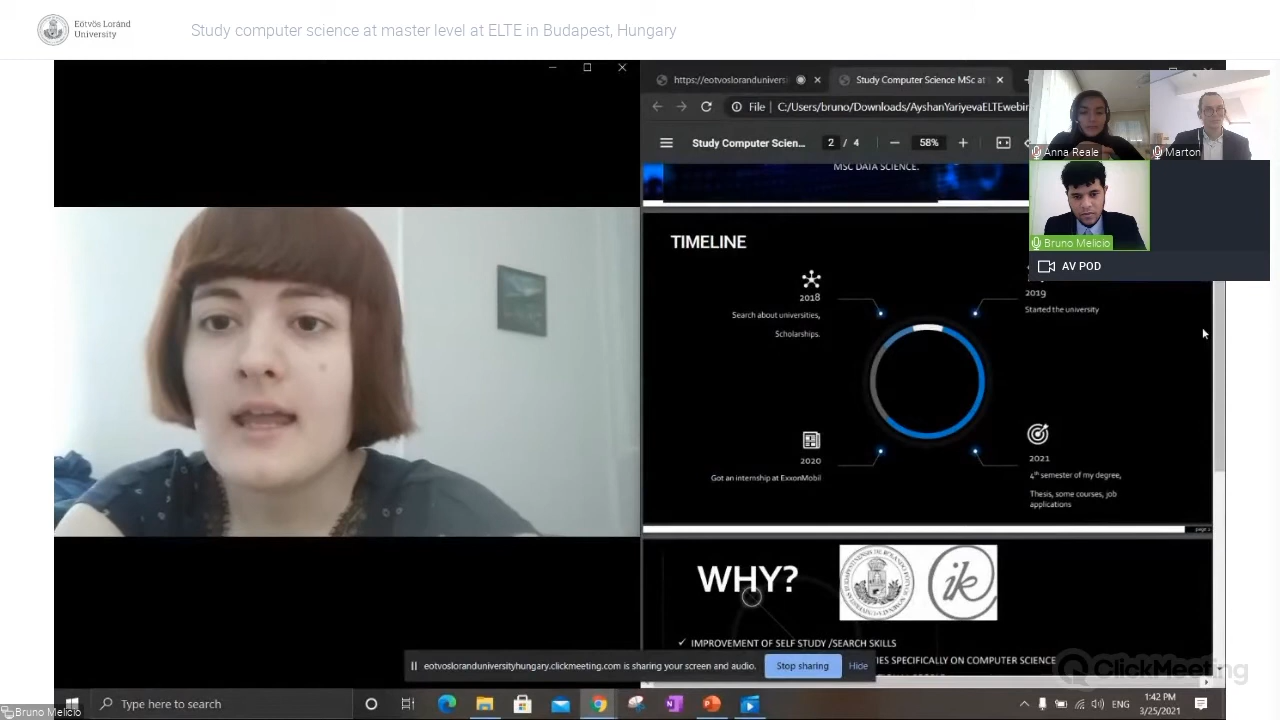 Eötvös Loránd
University
Study computer science at master level at ELTE in Budapest, Hungary
https://eotvosloranduniversi
Study Computer Science MSc at
File
C:/Users/bruno/Downloads/AyshanYariyevaELTEwebin
Study Computer Scien...
2 / 4
58%
MSC DATA SCIENCE.
Anna Reale
Marton
Bruno Melicio
AV POD
TIMELINE
2018
Search about universities,
Scholarships.
2019
Started the university
2020
Got an internship at ExxonMobil
2021
4th semester of my degree,
Thesis, some courses, job
applications
WHY?
ik
✓ IMPROVEMENT OF SELF STUDY /SEARCH SKILLS
IES SPECIFICALLY ON COMPUTER SCIENCE
eotvosloranduniversityhungary.clickmeeting.com is sharing your screen and audio.
Stop sharing
Hide
ClickMeeting
Type here to search
ENG
1:42 PM
3/25/2021
Bruno Melicio